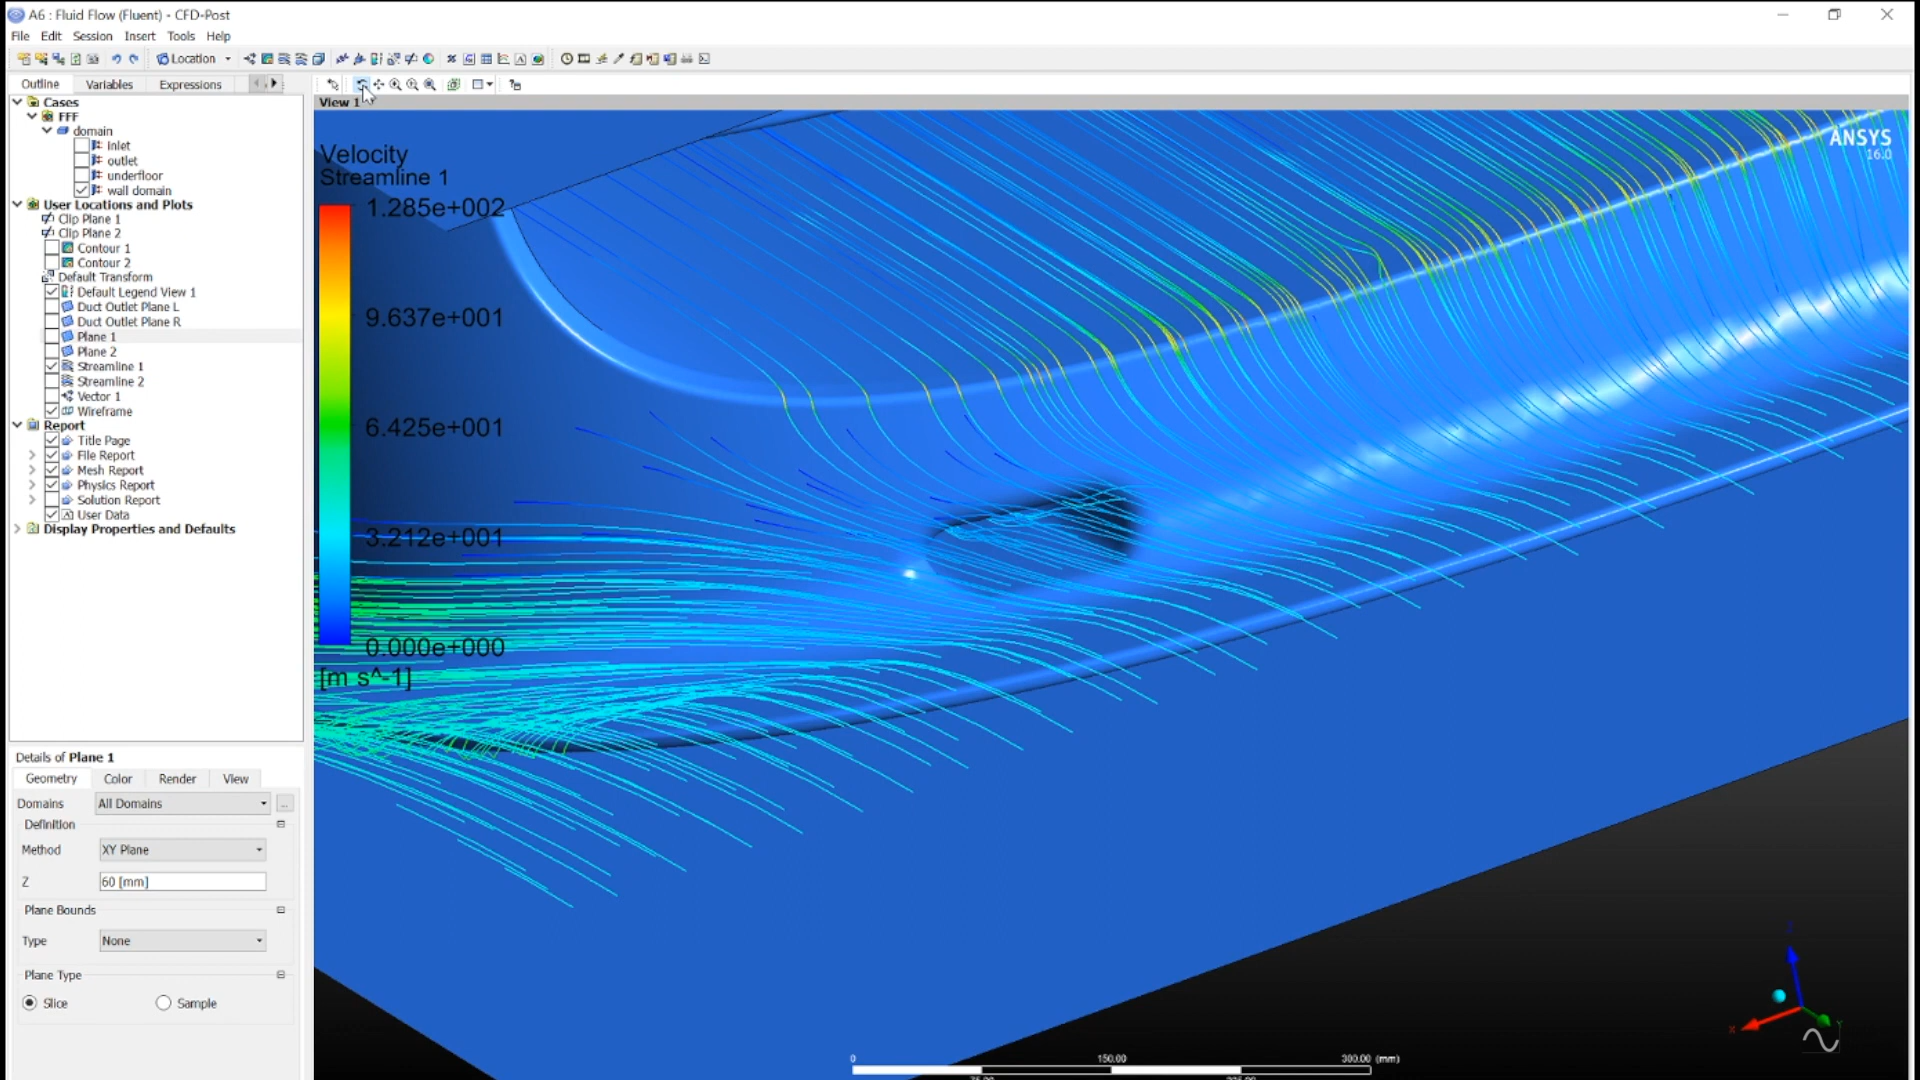 A6 : Fluid Flow (Fluent) - CFD-Post
File Edit Session Insert Tools Help
Location
Outline Variables Expressions
View 1
Cases
FFF
domain
inlet
outlet
underfloor
wall domain
User Locations and Plots
Clip Plane 1
Clip Plane 2
Contour 1
Contour 2
Default Transform
Default Legend View 1
Duct Outlet Plane L
Duct Outlet Plane R
Plane 1
Plane 2
Streamline 1
Streamline 2
Vector 1
Wireframe
Report
Title Page
File Report
Mesh Report
Physics Report
Solution Report
User Data
Display Properties and Defaults
Details of Plane 1
Geometry Color Render View
Domains All Domains ...
Definition
Method XY Plane
Z 60 [mm]
Plane Bounds
Type None
Plane Type
Slice Sample
Velocity
Streamline 1
1.285e+002
9.637e+001
6.425e+001
3.212e+001
0.000e+000
[m s^-1]
ANSYS
16.0
X
0 150.00 300.00 (mm)